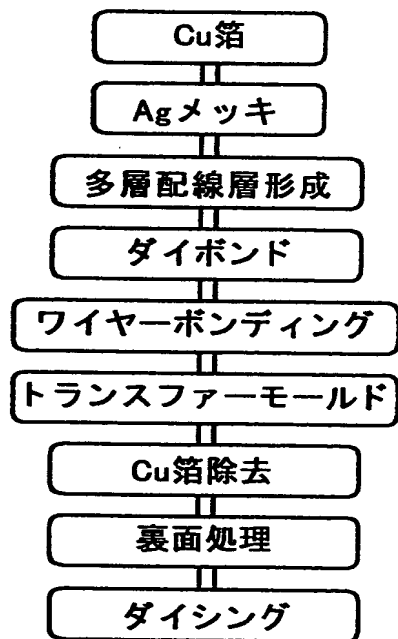 Cu箔
Agメッキ
多層配線層形成
ダイボンド
ワイヤーボンディング
トランスファーモールド
Cu箔除去
裏面処理
ダイシング